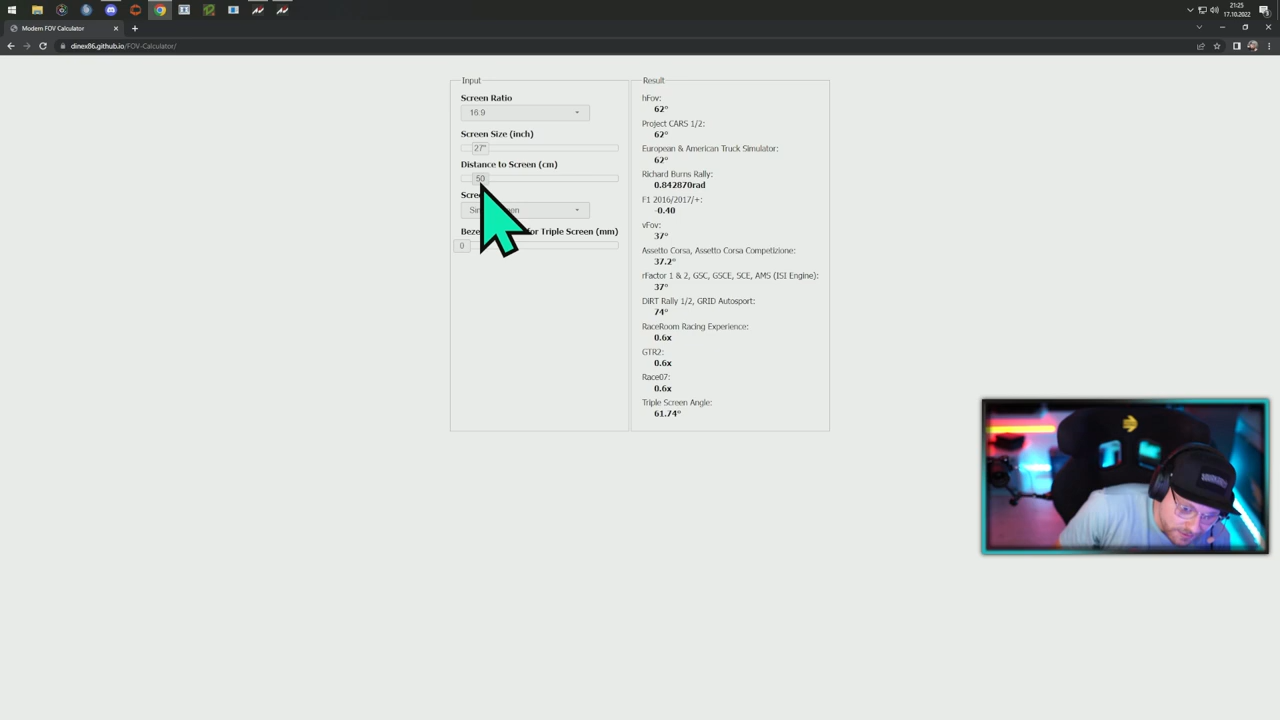 21:25
17.10.2022
Modern FOV Calculator
dinex86.github.io/FOV-Calculator/
Input
Screen Ratio
16:9
Screen Size (inch)
27"
Distance to Screen (cm)
50
for Triple Screen (mm)
0
Result
hFov:
62°
Project CARS 1/2:
62°
European & American Truck Simulator:
62°
Richard Burns Rally:
0.842870rad
F1 2016/2017/+:
-0.40
vFov:
37°
Assetto Corsa, Assetto Corsa Competizione:
37.2°
rFactor 1 & 2, GSC, GSCE, SCE, AMS (ISI Engine):
37°
DiRT Rally 1/2, GRID Autosport:
74°
RaceRoom Racing Experience:
0.6x
GTR2:
0.6x
Race07:
0.6x
Triple Screen Angle:
61.74°